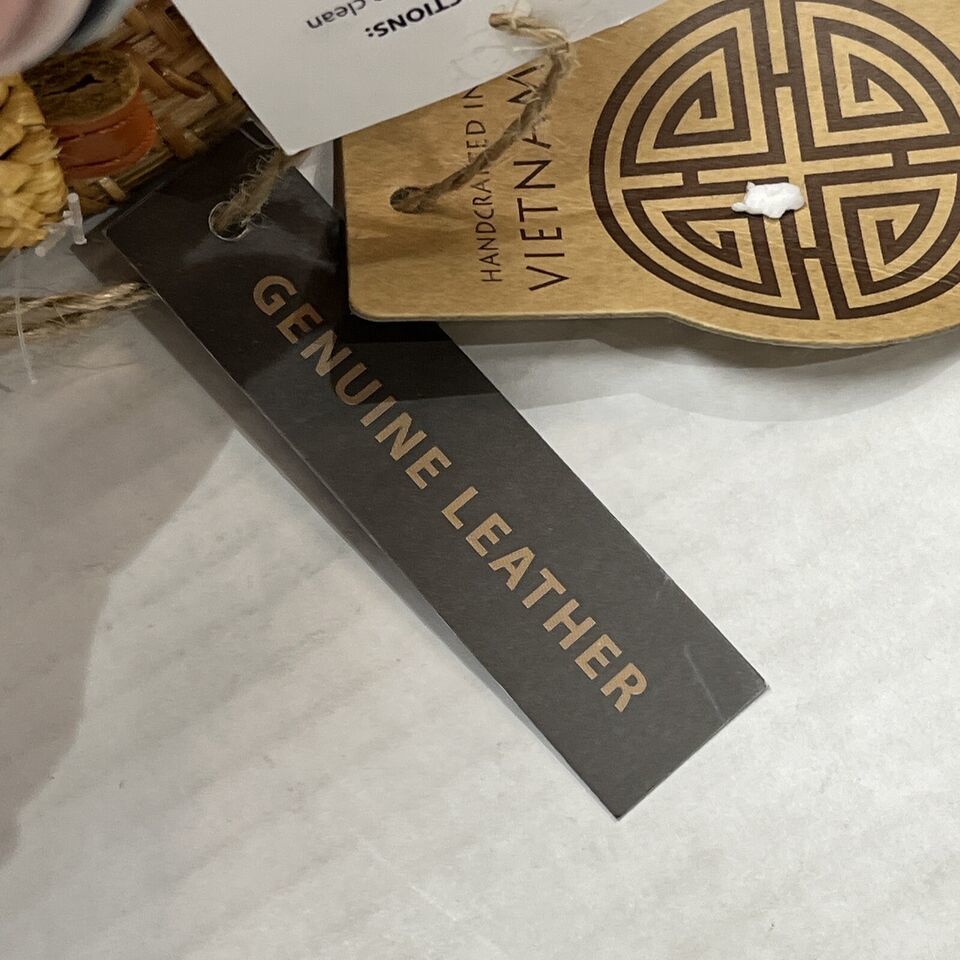 CTIONS:
clean
HANDCRAFTED IN
VIETNAM
GENUINE LEATHER